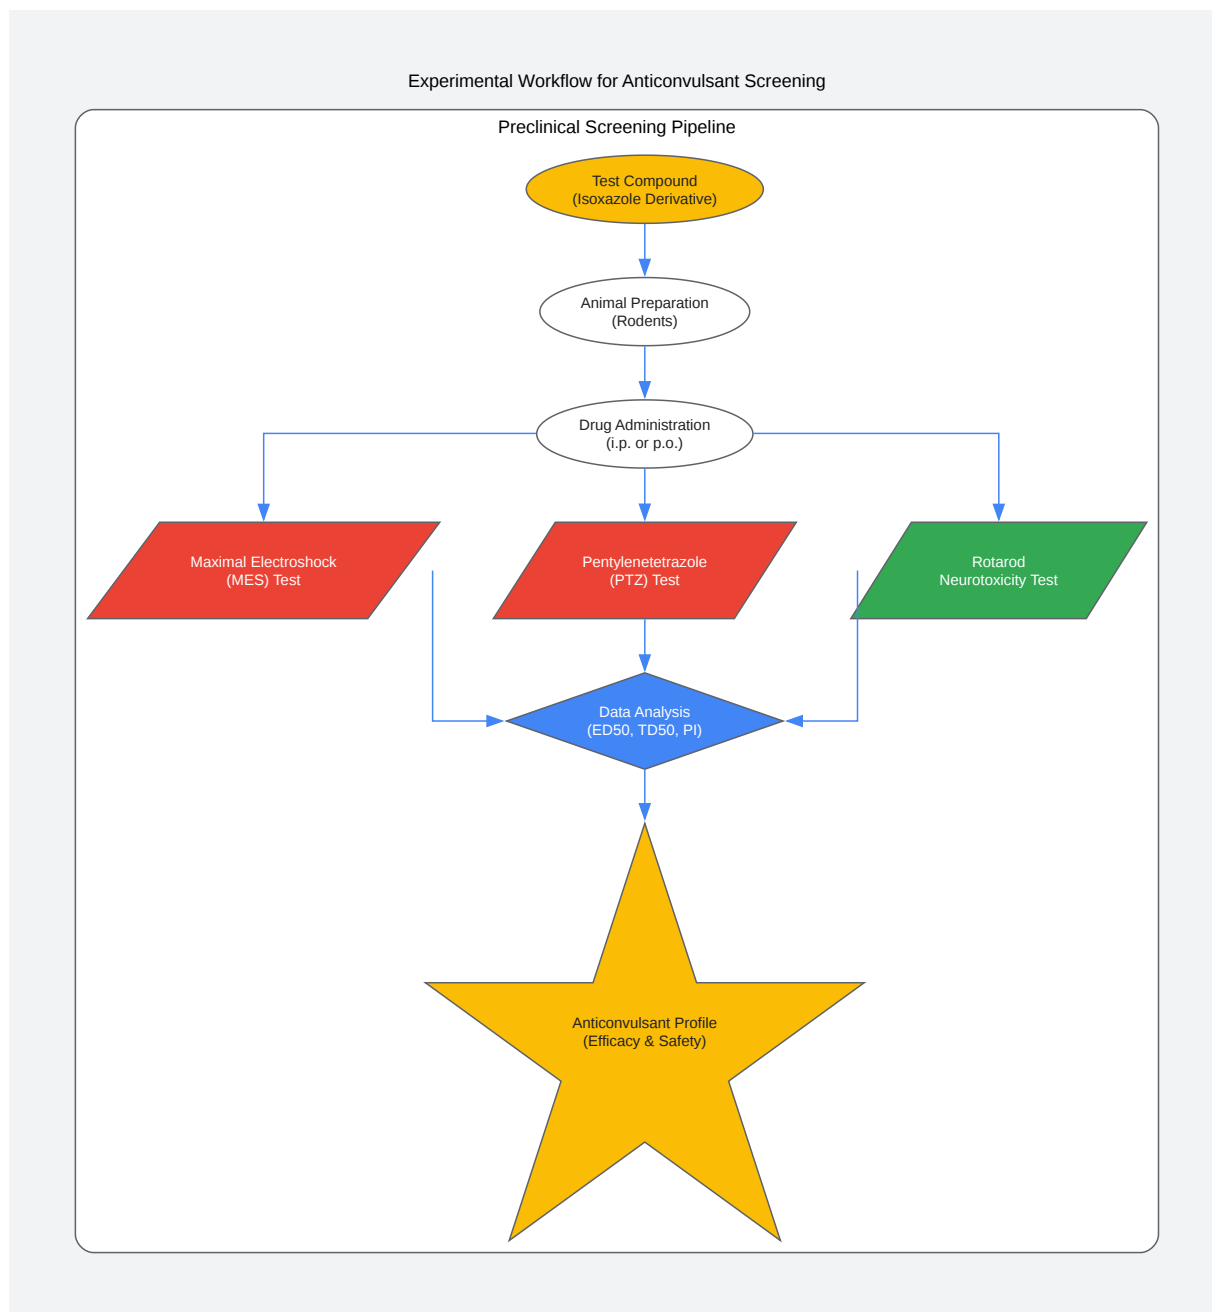 Experimental Workflow for Anticonvulsant Screening
Preclinical Screening Pipeline
Test Compound
(Isoxazole Derivative)
Animal Preparation
(Rodents)
Drug Administration
(i.p. or p.o.)
Maximal Electroshock
(MES) Test
Pentylenetetrazole
(PTZ) Test
Rotarod
Neurotoxicity Test
Data Analysis
(ED50, TD50, PI)
Anticonvulsant Profile
(Efficacy & Safety)